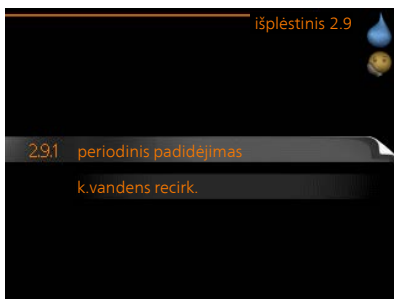 išplėstinis 2.9
2.9.1 periodinis padidėjimas
k.vandens recirk.